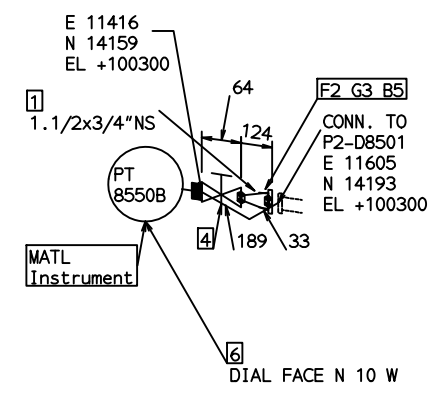 E 11416
N 14159
EL +100300
64
F2 G3 B5
1
1.1/2x3/4"NS
124
CONN. TO
P2-D8501
E 11605
N 14193
EL +100300
PT
8550B
4
189
33
MATL
Instrument
6
DIAL FACE N 10 W